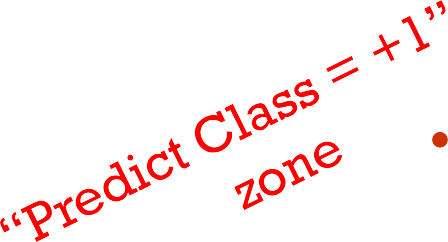 “Predict Class = +1”
zone